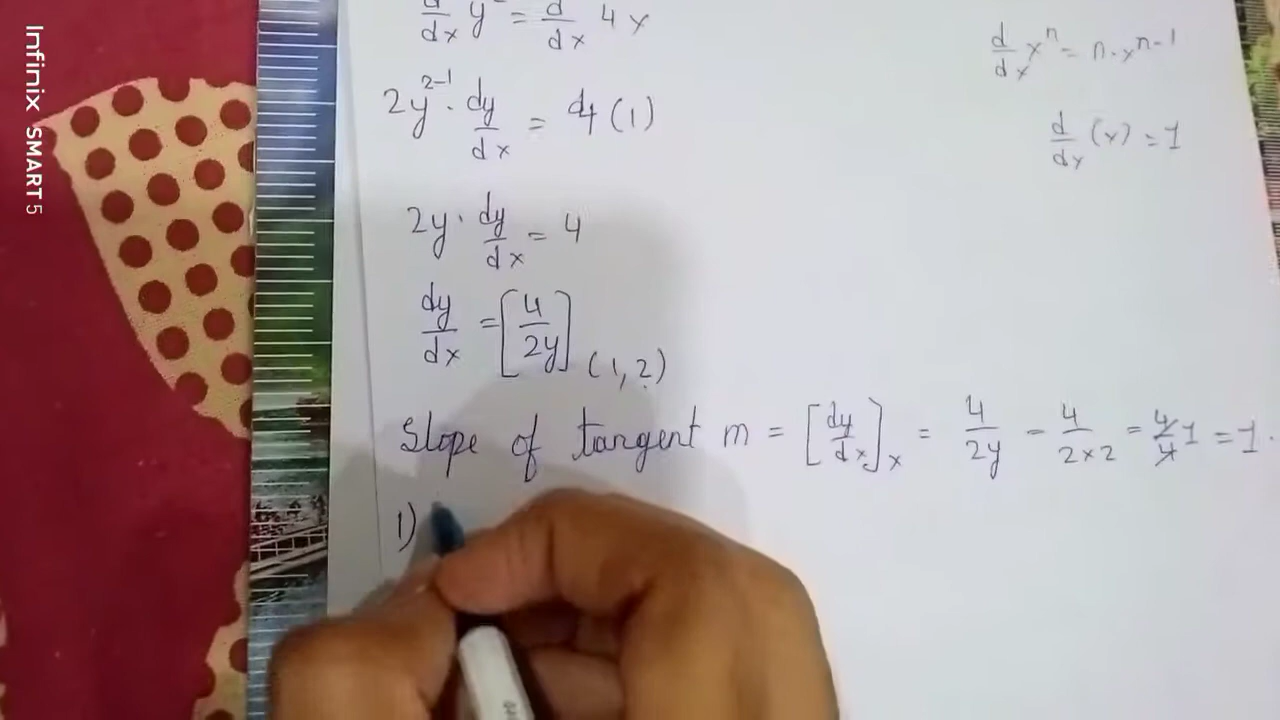 d/dx y² = d/dx 4x
2y^{2-1} · dy/dx = 4(1)
2y · dy/dx = 4
dy/dx = [4/2y] (1, 2)
Slope of tangent m = [dy/dx]ₓ = 4/2y = 4/2×2 = 4/4 1 = 1.
1)
d/dx xⁿ = n·x^{n-1}
d/dx (x) = 1
Infinix SMART 5